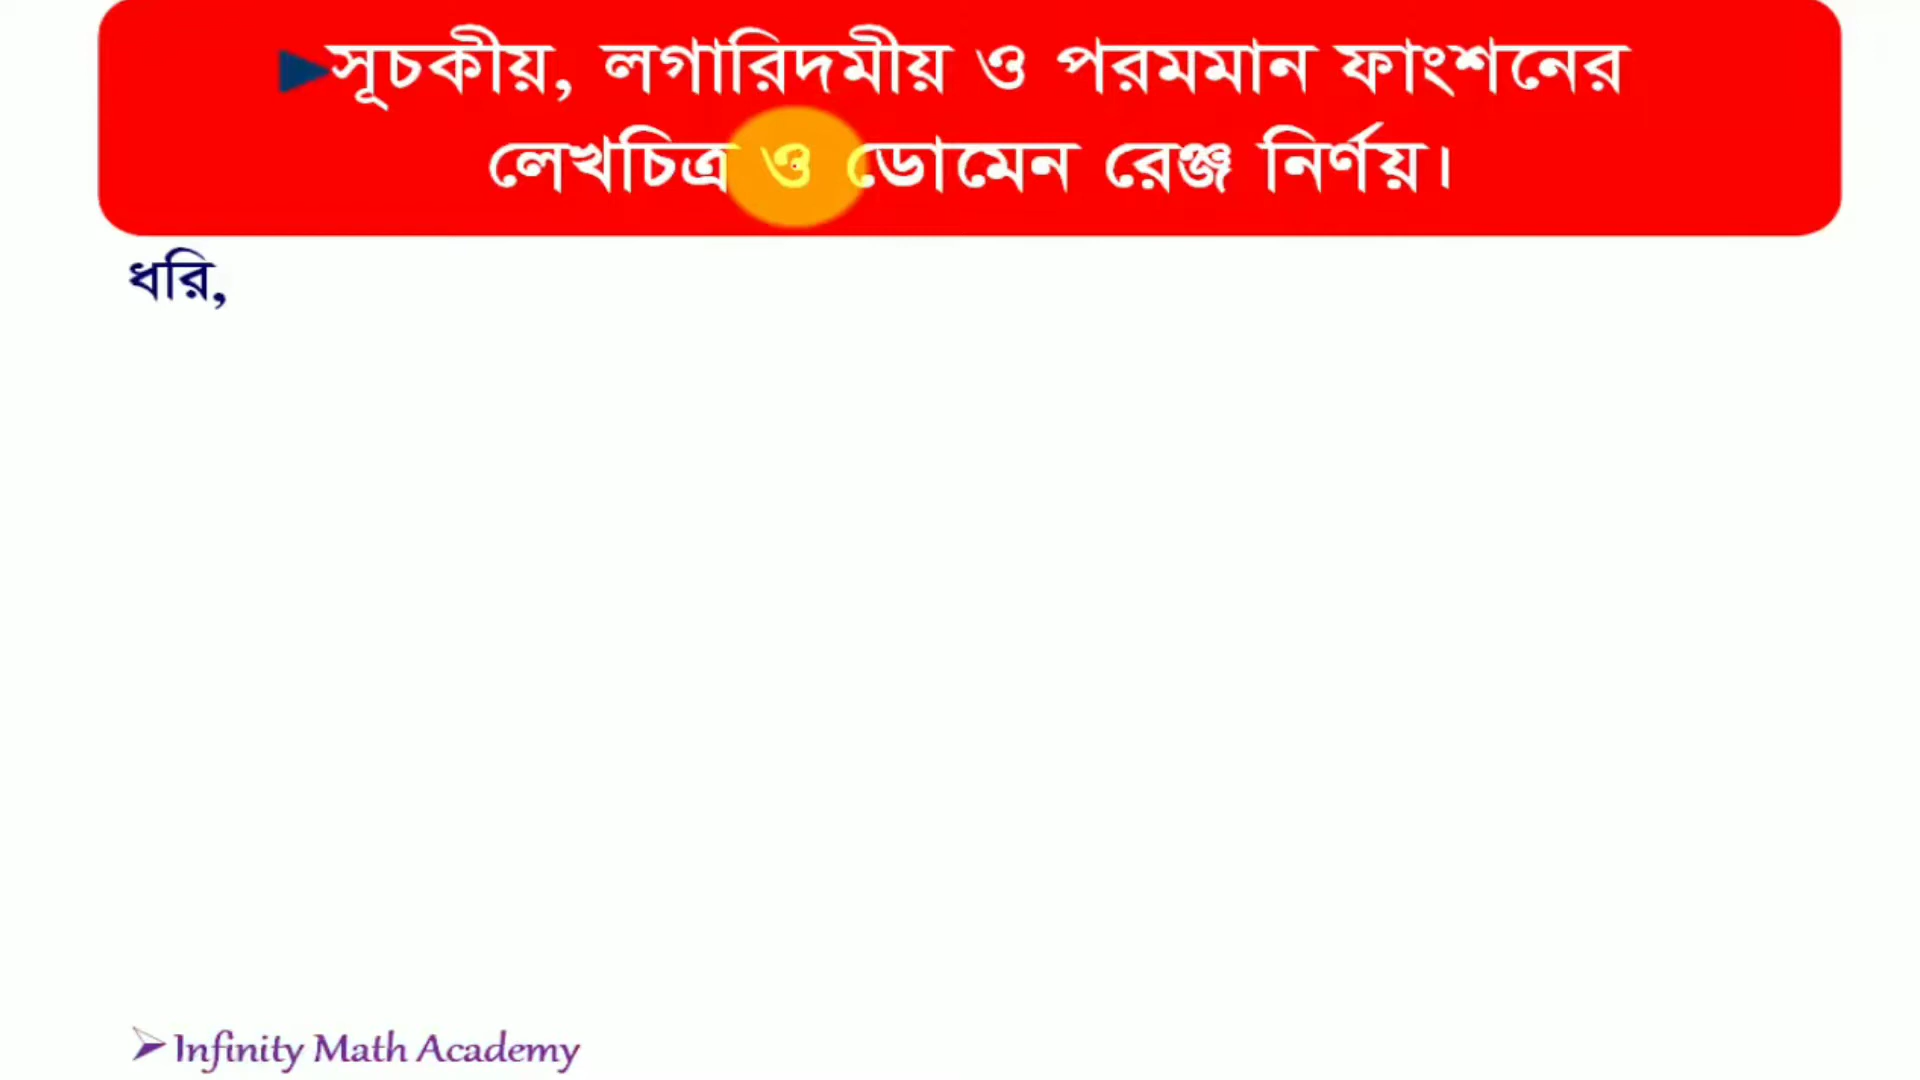 সূচকীয়, লগারিদমীয় ও পরমমান ফাংশনের
লেখচিত্র ও ডোমেন রেঞ্জ নির্ণয়।
ধরি,
Infinity Math Academy